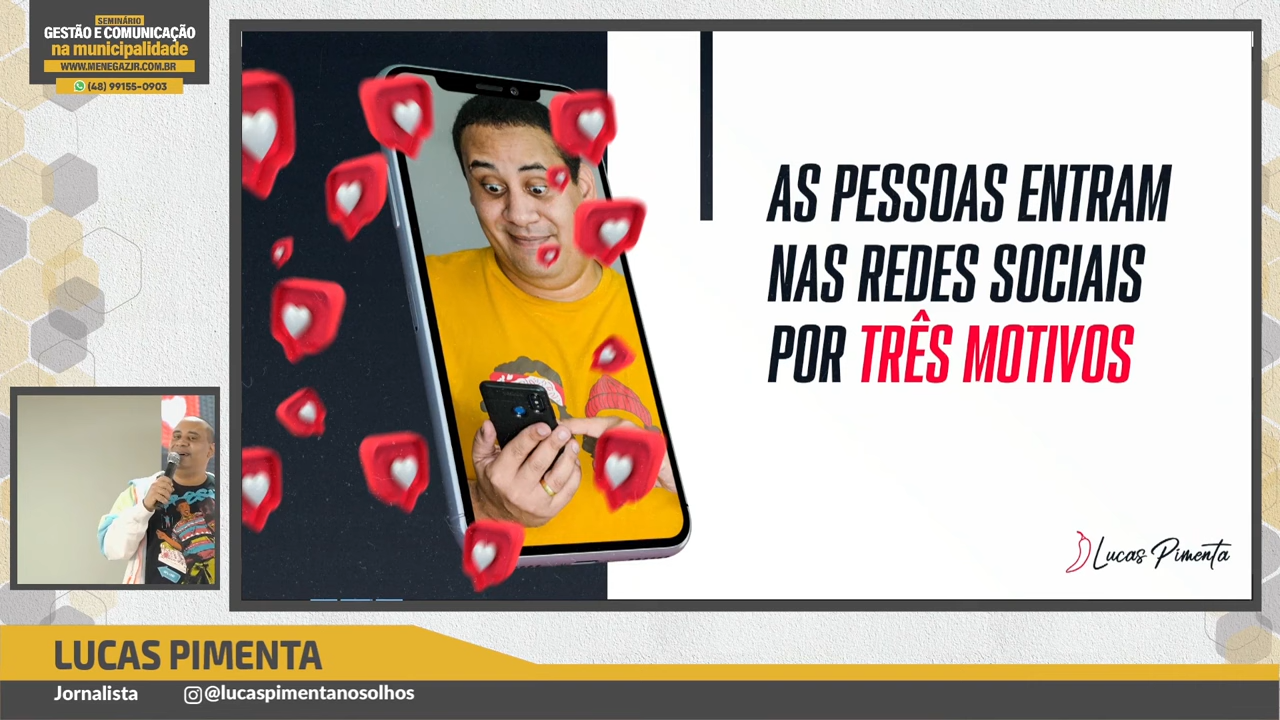 SEMINÁRIO
GESTÃO E COMUNICAÇÃO
na municipalidade
WWW.MENEGAZJR.COM.BR
(48) 99155-0903
AS PESSOAS ENTRAM
NAS REDES SOCIAIS
POR TRÊS MOTIVOS
Lucas Pimenta
LUCAS PIMENTA
Jornalista
@lucaspimentanosolhos